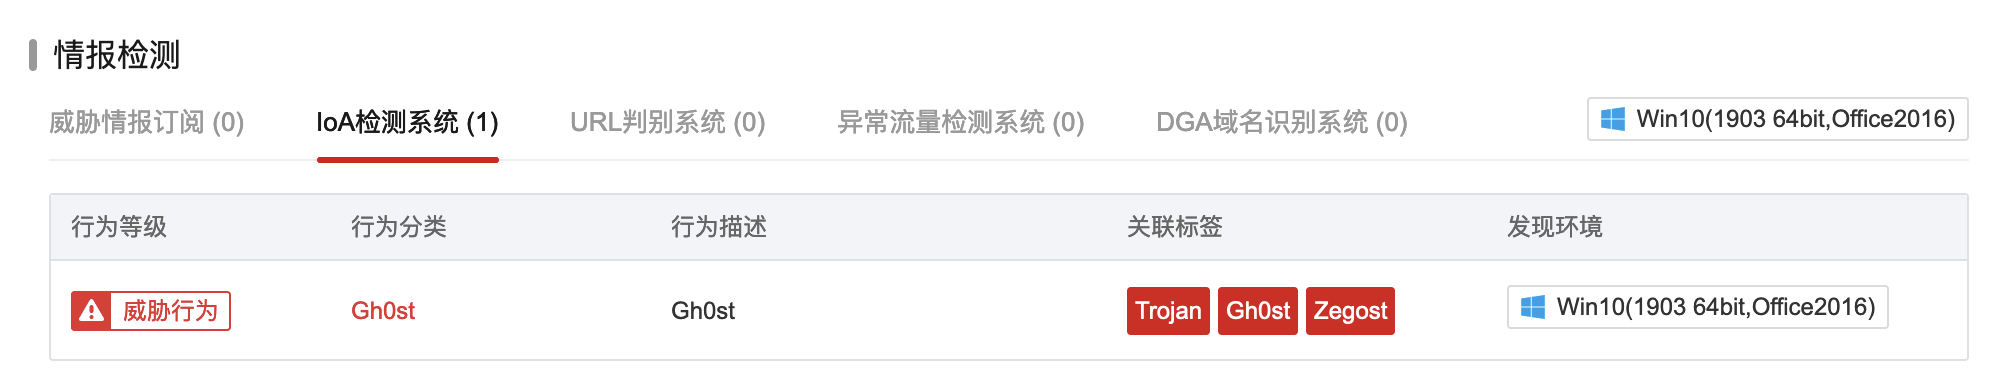 情报检测
威胁情报订阅 (0) IoA检测系统 (1) URL判别系统 (0) 异常流量检测系统 (0) DGA域名识别系统 (0) Win10(1903 64bit,Office2016)
行为等级 行为分类 行为描述 关联标签 发现环境
威胁行为 Gh0st Gh0st Trojan Gh0st Zegost Win10(1903 64bit,Office2016)